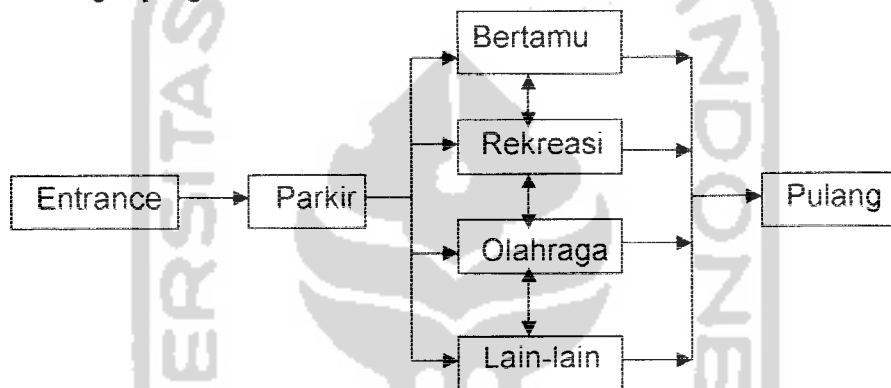 Bertamu
Rekreasi
Entrance
Parkir
Pulang
Olahraga
Lain-lain